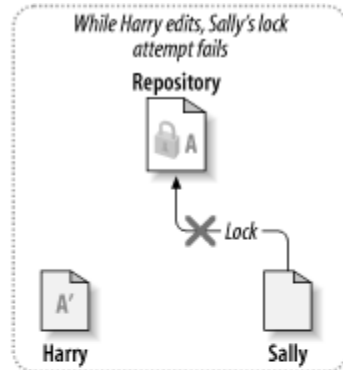 While Harry edits, Sally's lock
attempt fails
Repository
A
A
Lock
A′
Harry
Sally